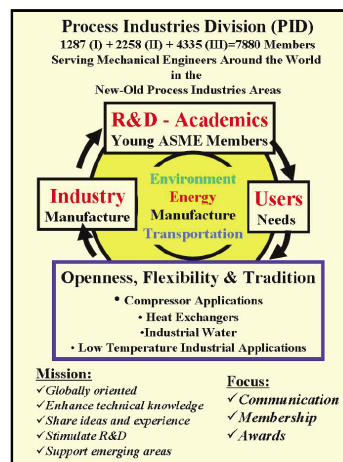 Process Industries Division (PID)
1287 (I) + 2258 (II) + 4335 (III)=7880 Members
Serving Mechanical Engineers Around the World
in the
New-Old Process Industries Areas
R&D - Academics
Young ASME Members
Industry
Manufacture
Environment
Energy
Manufacture
Transportation
Users
Needs
Openness, Flexibility & Tradition
• Compressor Applications
• Heat Exchangers
•Industrial Water
• Low Temperature Industrial Applications
Mission:
✓Globally oriented
✓Enhance technical knowledge
✓Share ideas and experience
✓Stimulate R&D
✓Support emerging areas
Focus:
✓Communication
✓Membership
✓Awards